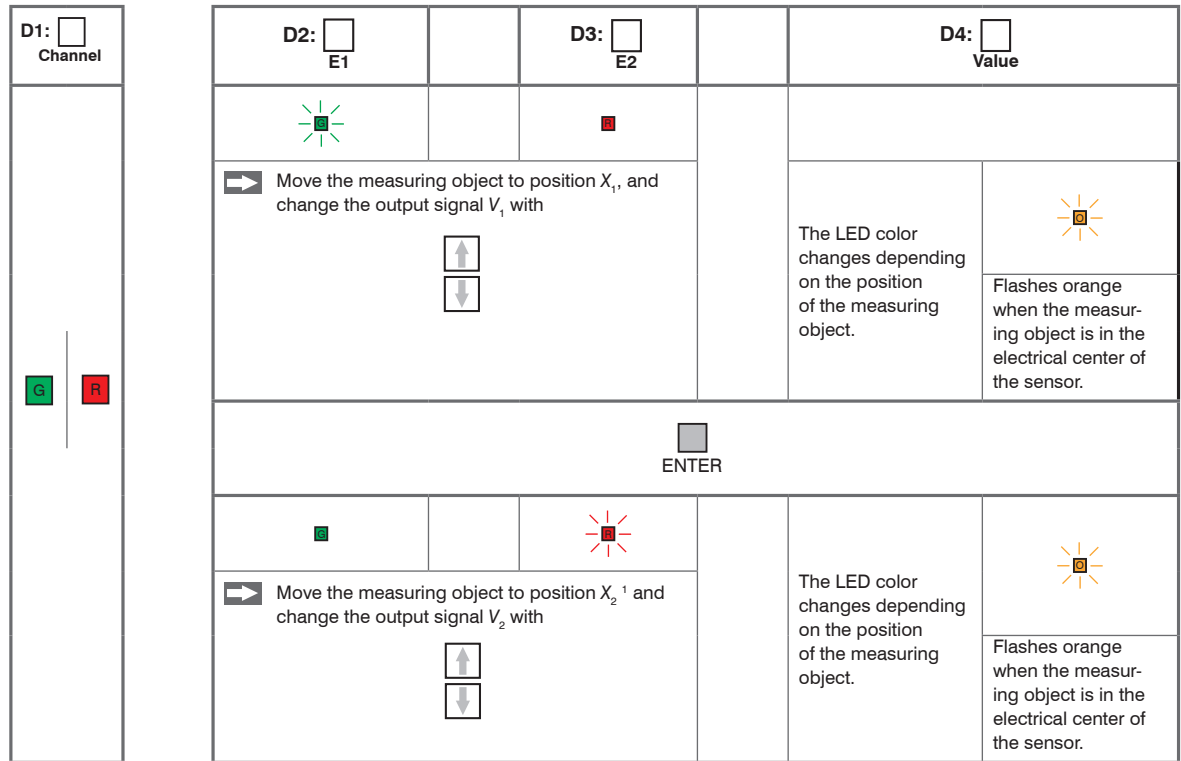 D1:
Channel
D2:
E1
D3:
E2
D4:
Value
G
R
Move the measuring object to position X₁, and
change the output signal V₁ with
The LED color
changes depending
on the position
of the measuring
object.
O
Flashes orange
when the measur-
ing object is in the
electrical center of
the sensor.
G
R
ENTER
G
R
Move the measuring object to position X₂ ¹ and
change the output signal V₂ with
The LED color
changes depending
on the position
of the measuring
object.
O
Flashes orange
when the measur-
ing object is in the
electrical center of
the sensor.